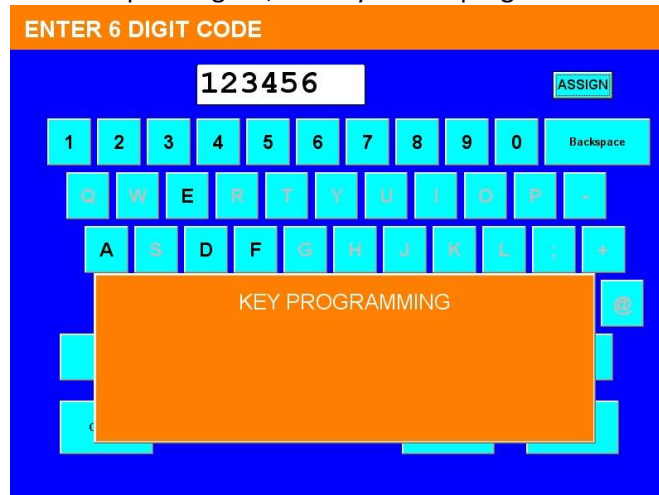 ENTER 6 DIGIT CODE
123456
ASSIGN
1 2 3 4 5 6 7 8 9 0 Backspace
Q W E R T Y U I O P -
A S D F G H J K L ; +
KEY PROGRAMMING
@